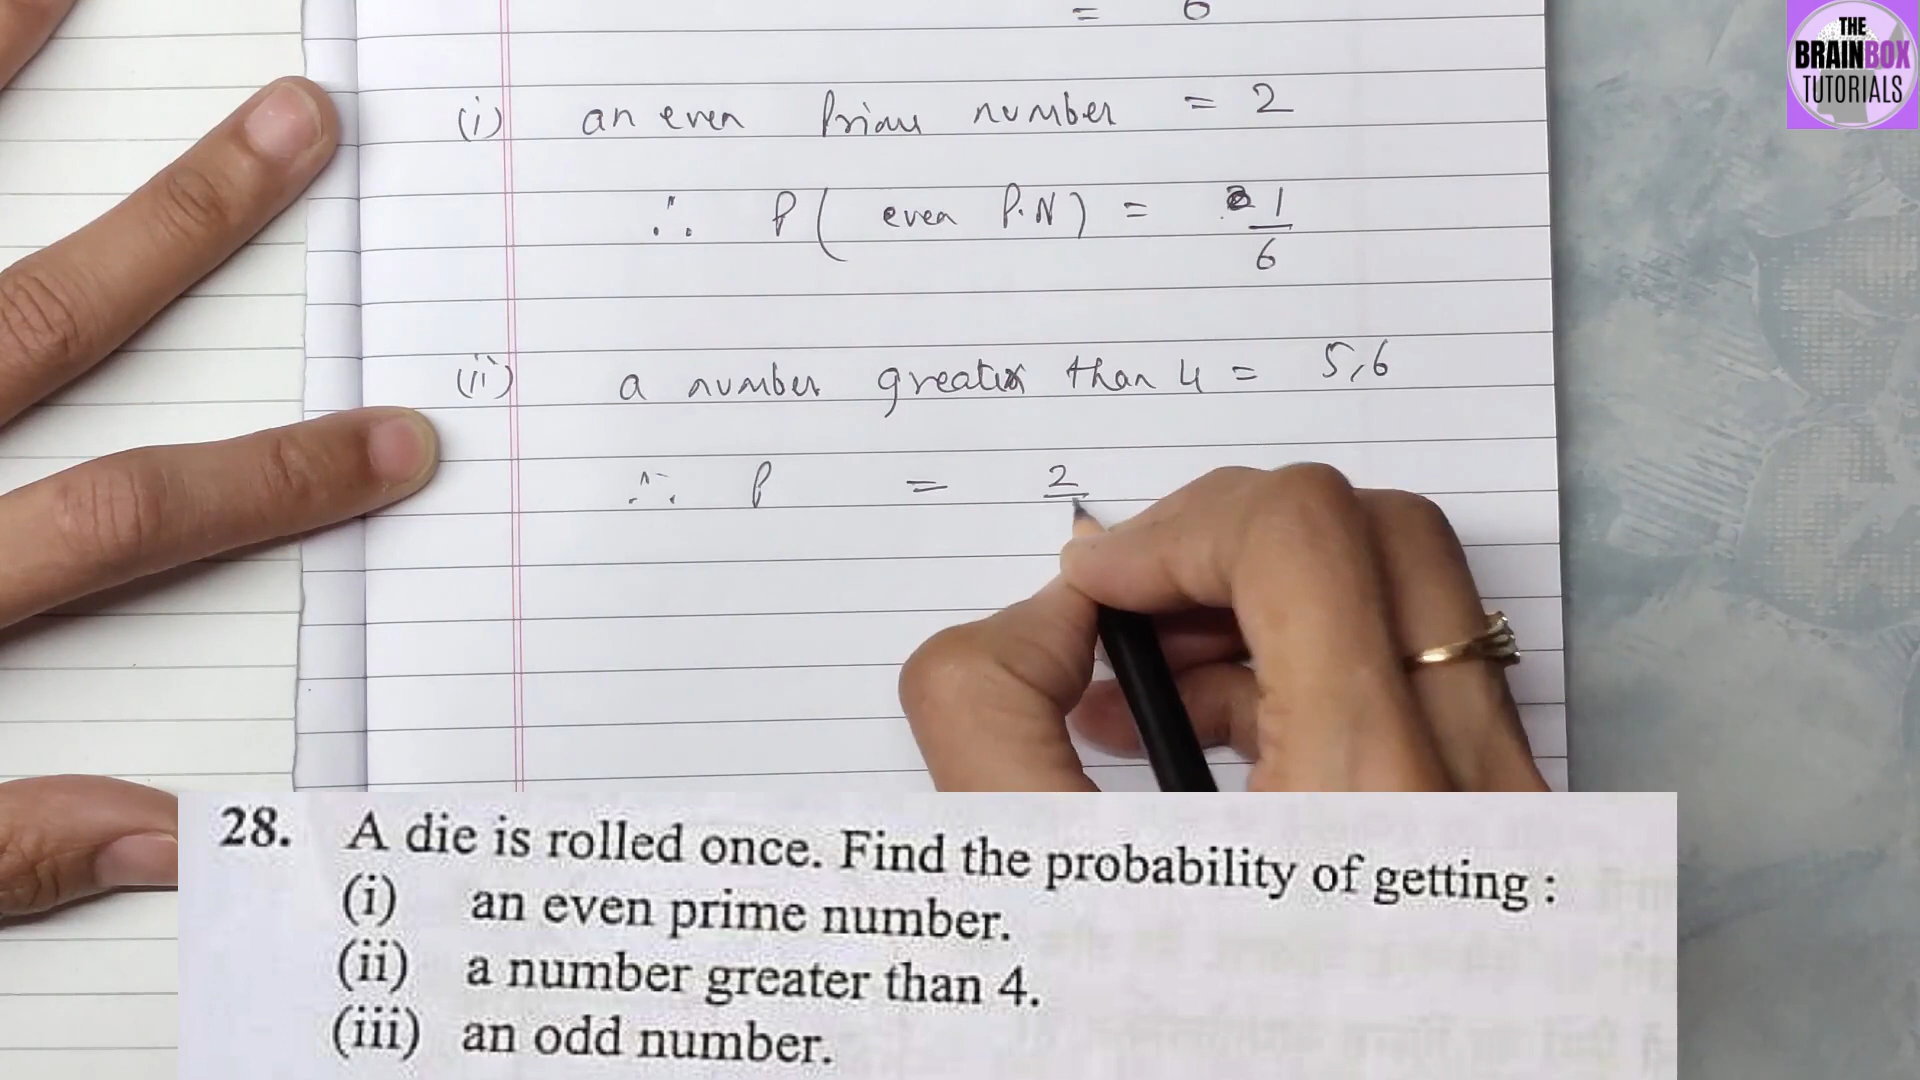 = 6
(i) an even Prime number = 2
∴ P( even P.N) = 1/6
(ii) a number greater than 4 = 5,6
∴ P = 2
THE
BRAINBOX
TUTORIALS
28. A die is rolled once. Find the probability of getting :
(i) an even prime number.
(ii) a number greater than 4.
(iii) an odd number.